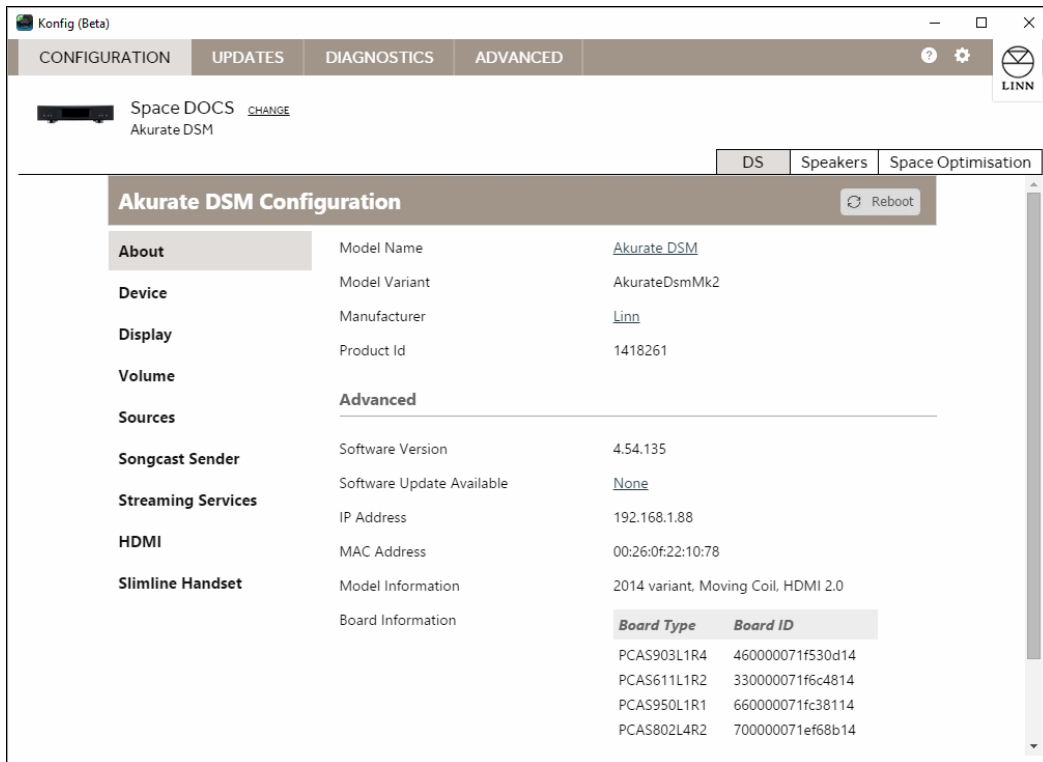 Konfig (Beta)
CONFIGURATION UPDATES DIAGNOSTICS ADVANCED
LINN
Space DOCS CHANGE
Akurate DSM
DS Speakers Space Optimisation
Akurate DSM Configuration Reboot
About Model Name Akurate DSM
Model Variant AkurateDsmMk2
Device
Manufacturer Linn
Display
Product Id 1418261
Volume
Advanced
Sources
Software Version 4.54.135
Songcast Sender
Software Update Available None
Streaming Services
IP Address 192.168.1.88
HDMI
MAC Address 00:26:0f:22:10:78
Slimline Handset Model Information 2014 variant, Moving Coil, HDMI 2.0
Board Information Board Type Board ID
PCAS903L1R4 460000071f530d14
PCAS611L1R2 330000071f6c4814
PCAS950L1R1 660000071fc38114
PCAS802L4R2 700000071ef68b14